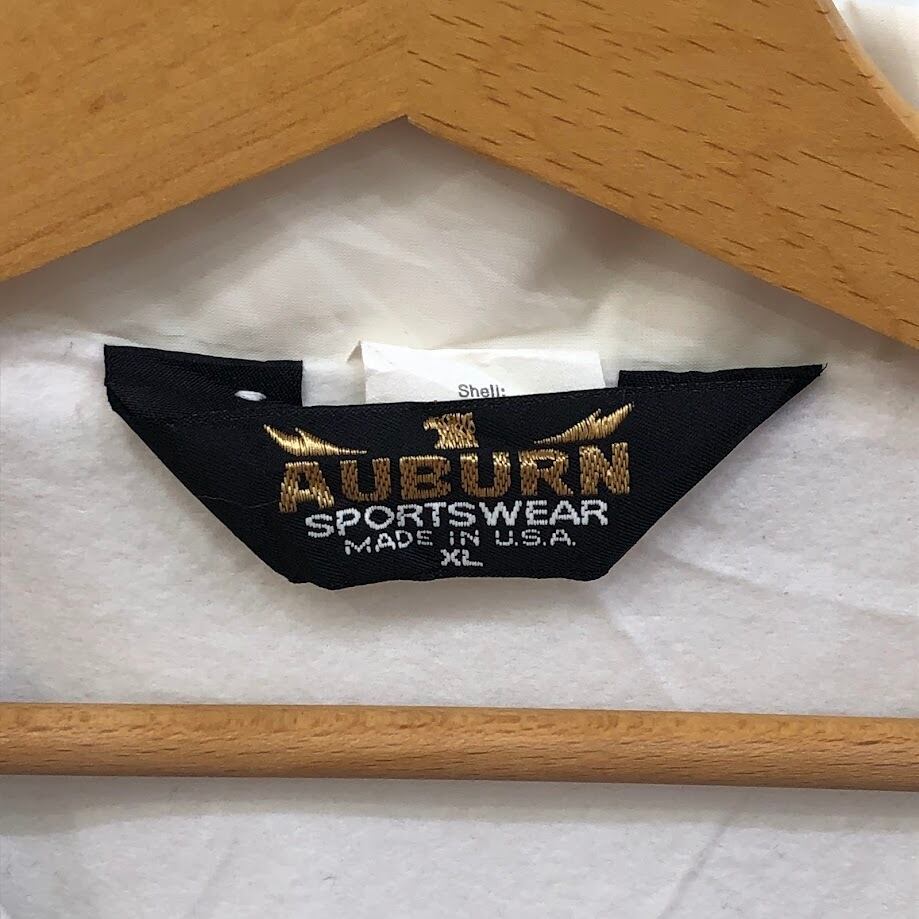 Shell:
AUBURN
SPORTSWEAR
MADE IN U.S.A.
XL